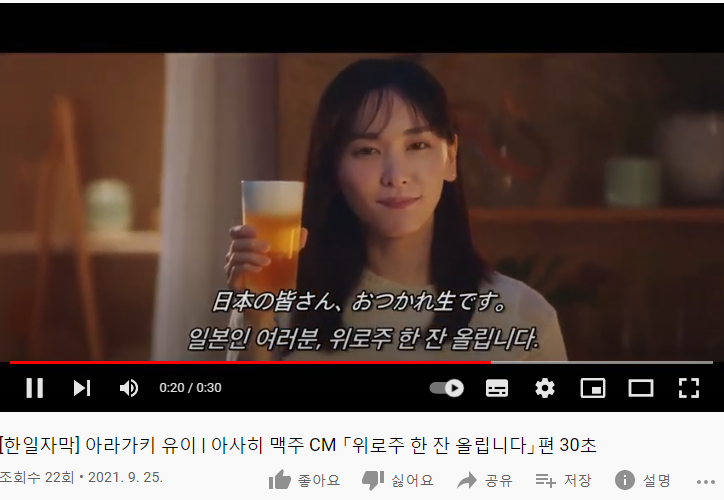 日本の皆さん、おつかれ生です。
일본인 여러분, 위로주 한 잔 올립니다.
0:20 / 0:30
[한일자막] 아라가키 유이 l 아사히 맥주 CM「위로주 한 잔 올립니다」편 30초
조회수 22회 • 2021. 9. 25.
좋아요 싫어요 공유 저장 설명